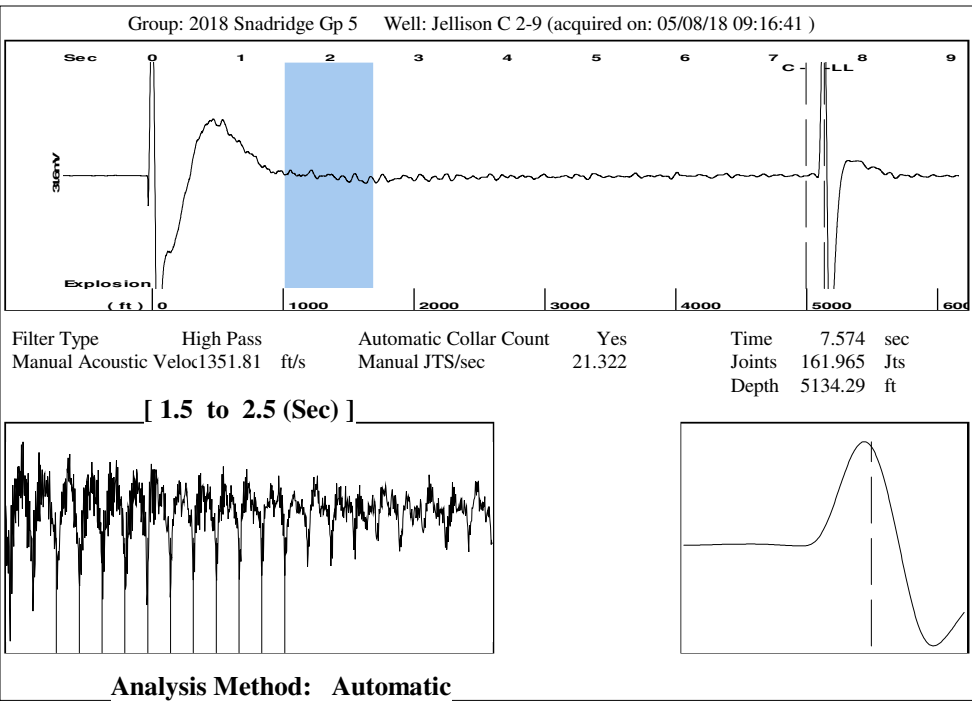 Group: 2018 Snadridge Gp 5 Well: Jellison C 2-9 (acquired on: 05/08/18 09:16:41 )
Sec 0 1 2 3 4 5 6 7 8 9
C - -LL
Explosion
( ft ) 0 1000 2000 3000 4000 5000 600
Filter Type High Pass Automatic Collar Count Yes Time 7.574 sec
Manual Acoustic Veloc1351.81 ft/s Manual JTS/sec 21.322 Joints 161.965 Jts
Depth 5134.29 ft
[ 1.5 to 2.5 (Sec) ]
Analysis Method: Automatic